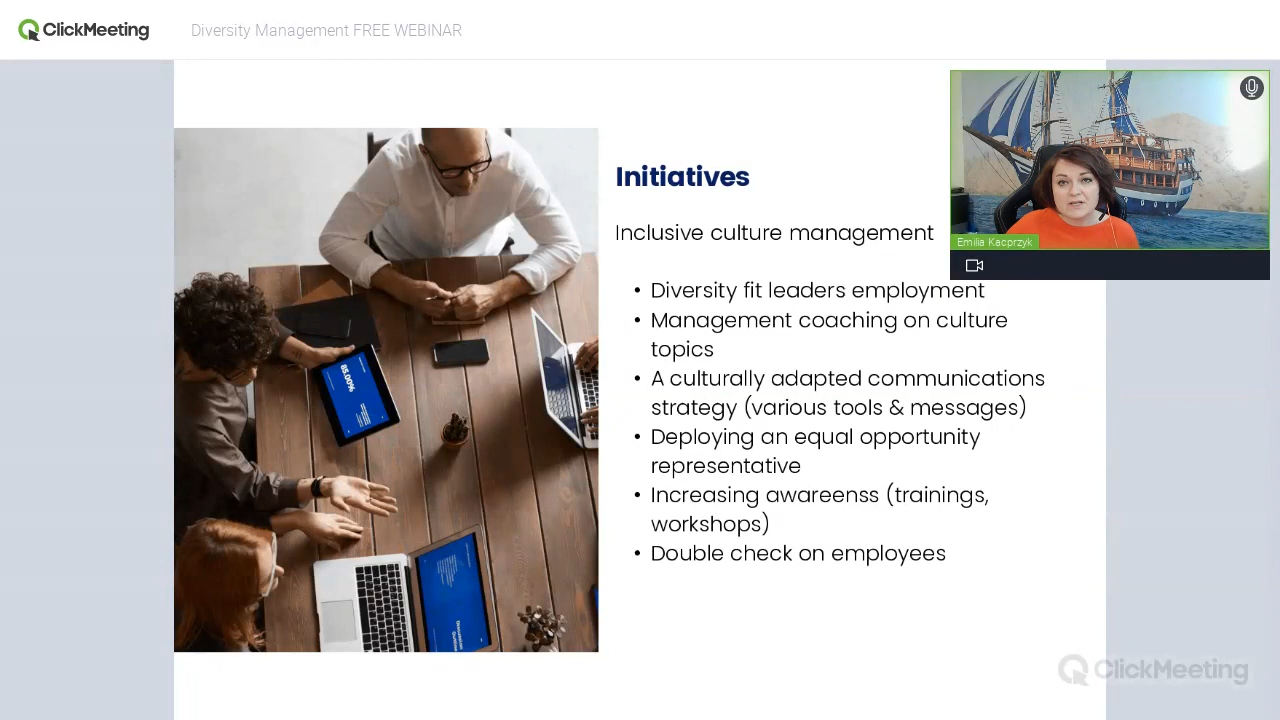 ClickMeeting
Diversity Management FREE WEBINAR
Initiatives
Inclusive culture management
• Diversity fit leaders employment
• Management coaching on culture
topics
• A culturally adapted communications
strategy (various tools & messages)
• Deploying an equal opportunity
representative
• Increasing awareenss (trainings,
workshops)
• Double check on employees
Emilia Kacprzyk
85.00%
ClickMeeting